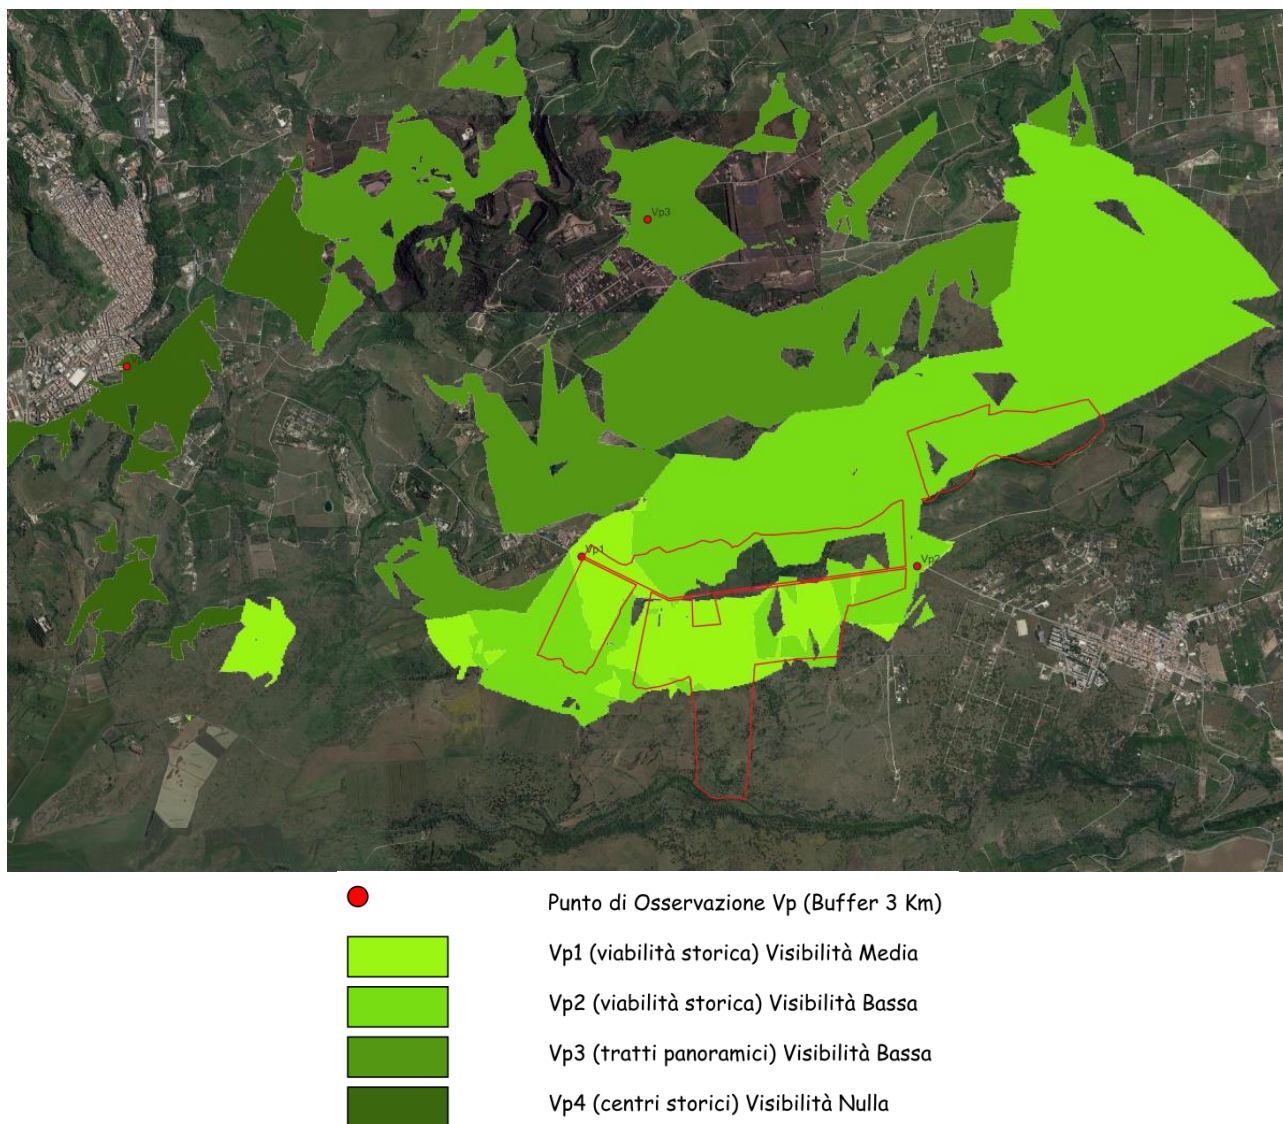 Vp3
Vp1
Vp2
Punto di Osservazione Vp (Buffer 3 Km)
Vp1 (viabilità storica) Visibilità Media
Vp2 (viabilità storica) Visibilità Bassa
Vp3 (tratti panoramici) Visibilità Bassa
Vp4 (centri storici) Visibilità Nulla